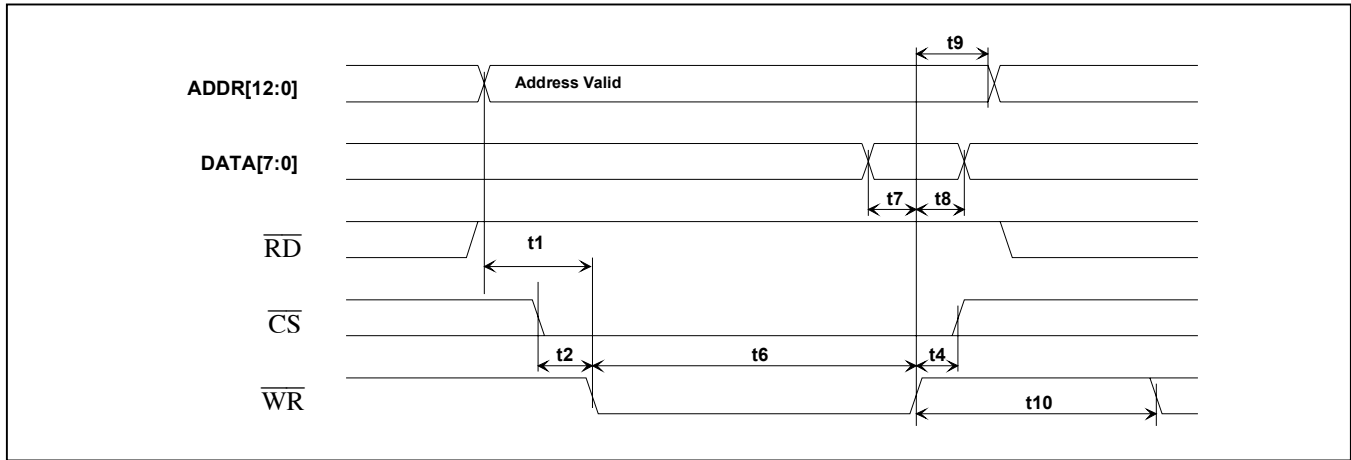 t9
ADDR[12:0]
Address Valid
DATA[7:0]
t7
t8
RD
t1
CS
t2
t6
t4
WR
t10